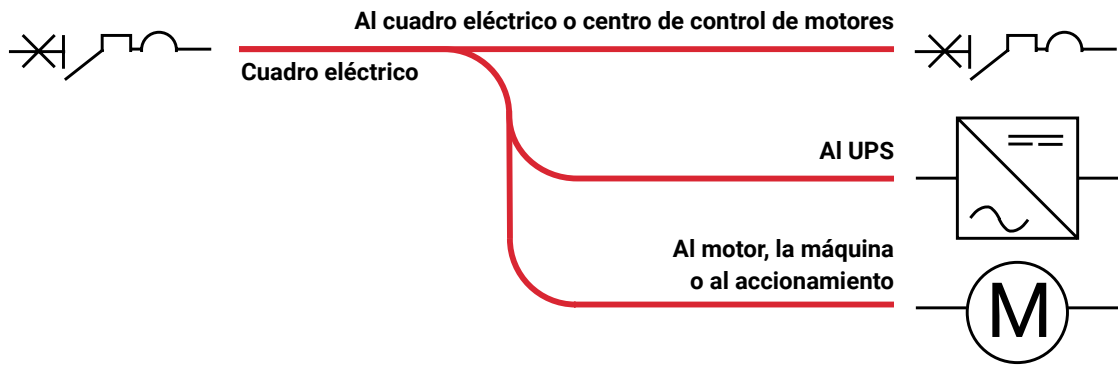 Al cuadro eléctrico o centro de control de motores
Cuadro eléctrico
Al UPS
Al motor, la máquina
o al accionamiento
M